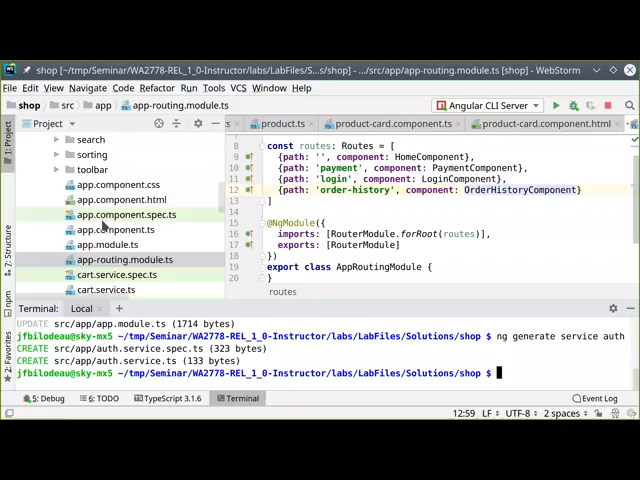 shop [~/tmp/Seminar/WA2778-REL_1_0-Instructor/labs/LabFiles/S...s/shop] - .../src/app/app-routing.module.ts [shop] - WebStorm
File Edit View Navigate Code Refactor Run Tools VCS Window Help
shop src app app-routing.module.ts Angular CLI Server
Project s product.ts product-card.component.ts product-card.component.html
1: Project
7: Structure
npm
2: Favorites
search
sorting
toolbar
app.component.css
app.component.html
app.component.spec.ts
app.component.ts
app.module.ts
app-routing.module.ts
cart.service.spec.ts
cart.service.ts
8 const routes: Routes = [
9 {path: '', component: HomeComponent},
10 {path: 'payment', component: PaymentComponent},
11 {path: 'login', component: LoginComponent},
12 {path: 'order-history', component: OrderHistoryComponent}
13 ]
15 @NgModule({
16 imports: [RouterModule.forRoot(routes)],
17 exports: [RouterModule]
18 })
19 export class AppRoutingModule {
20 }
routes
Terminal: Local +
UPDATE src/app/app.module.ts (1714 bytes)
jfbilodeau@sky-mx5 ~/tmp/Seminar/WA2778-REL_1_0-Instructor/labs/LabFiles/Solutions/shop $ ng generate service auth
CREATE src/app/auth.service.spec.ts (323 bytes)
CREATE src/app/auth.service.ts (133 bytes)
jfbilodeau@sky-mx5 ~/tmp/Seminar/WA2778-REL_1_0-Instructor/labs/LabFiles/Solutions/shop $
5: Debug 6: TODO TypeScript 3.1.6 Terminal Event Log
12:59 LF UTF-8 2 spaces